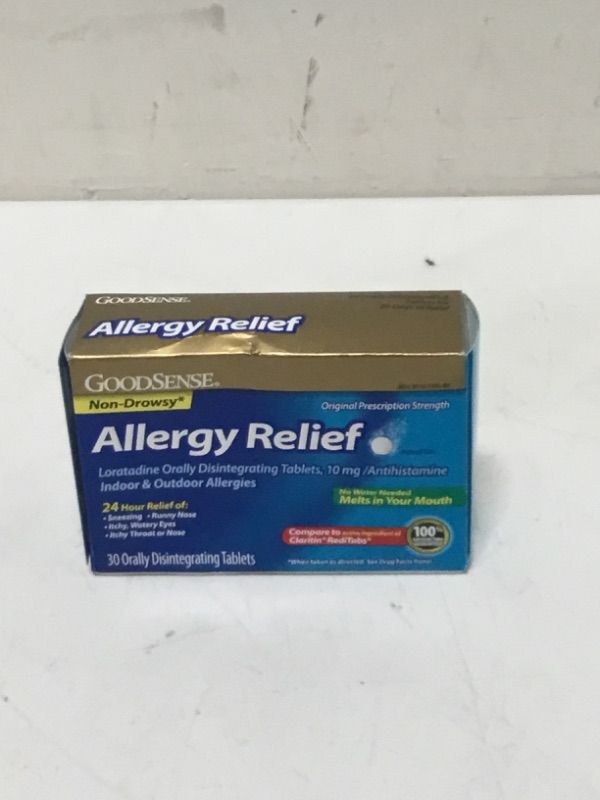 GOODSENSE®
Allergy Relief
GOODSENSE®
Non-Drowsy*
Original Prescription Strength
Allergy Relief
Loratadine Orally Disintegrating Tablets, 10 mg/Antihistamine
Indoor & Outdoor Allergies
No Water Needed
Melts in Your Mouth
24 Hour Relief of:
• Sneezing • Runny Nose
• Itchy, Watery Eyes
• Itchy Throat or Nose
Compare to active ingredient of
Claritin® RediTabs®
100%
30 Orally Disintegrating Tablets
*When taken as directed. See Drug Facts Panel.